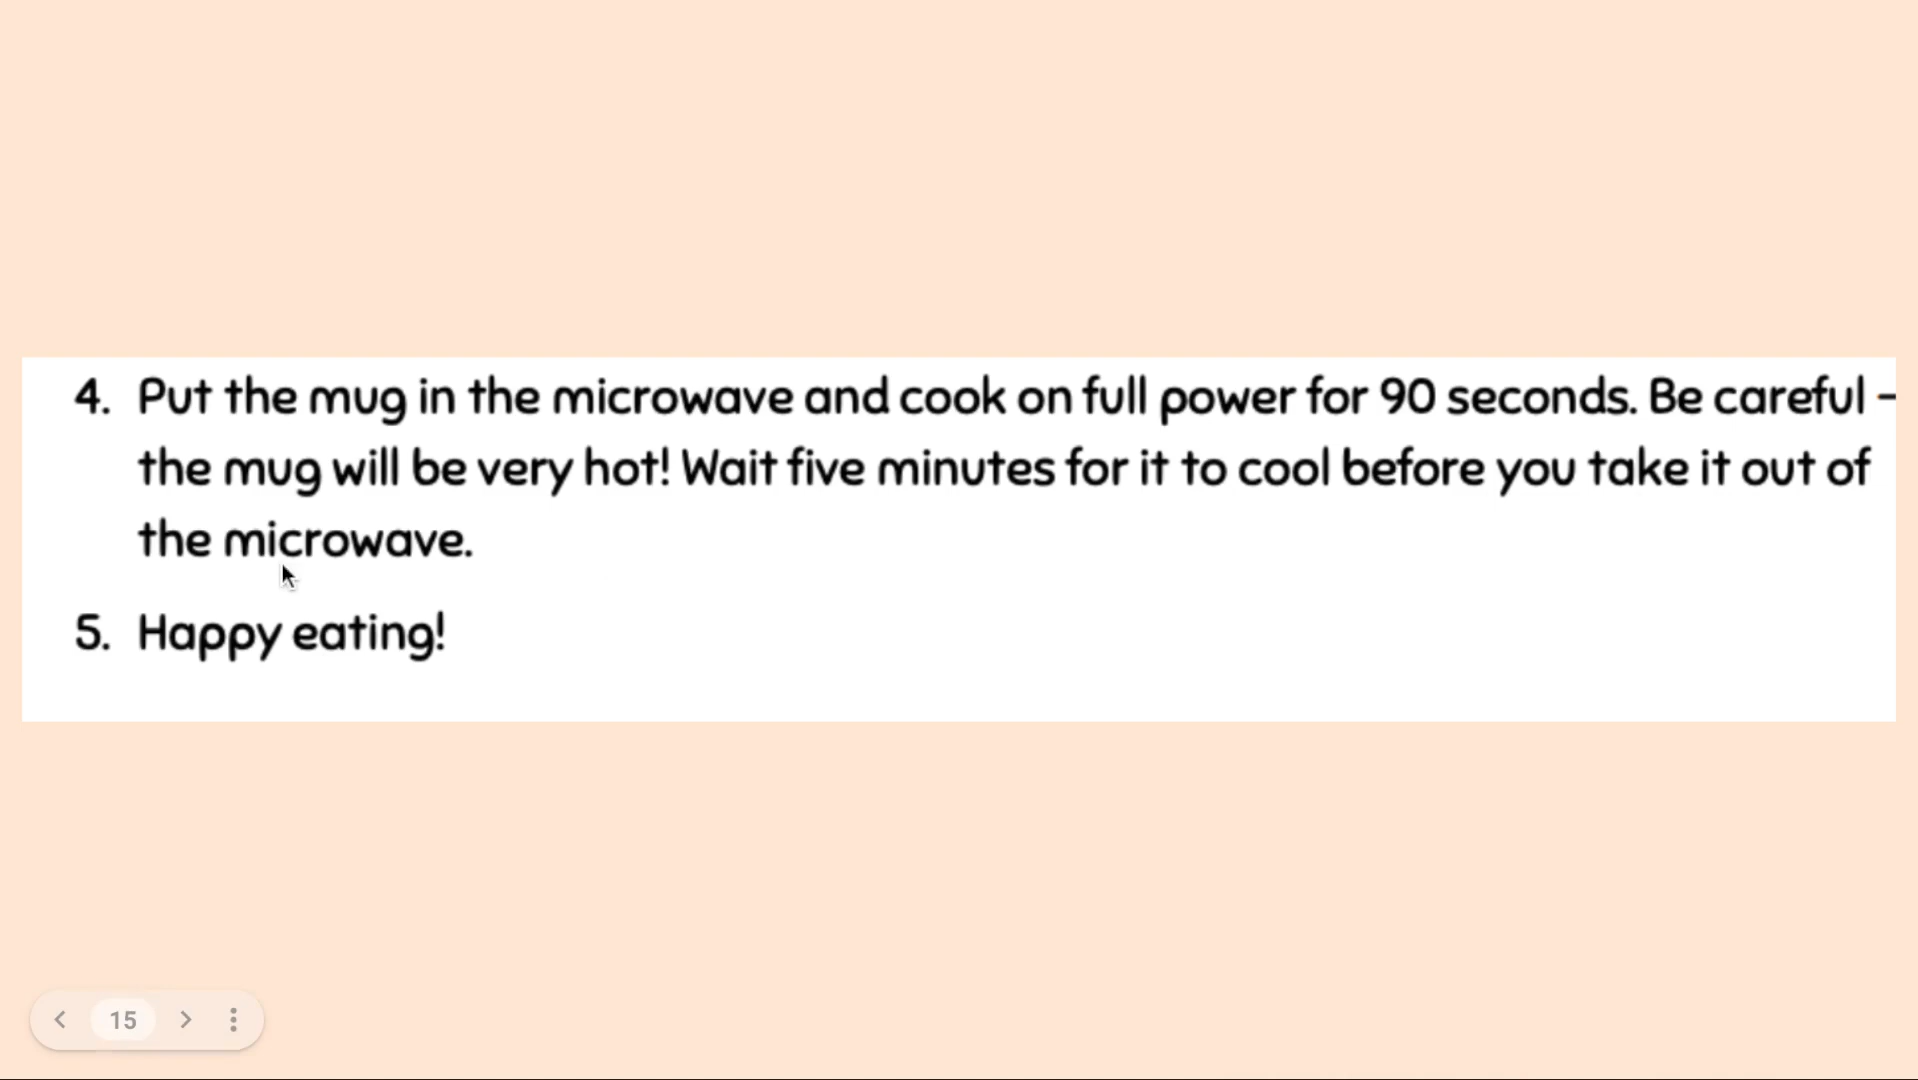 4. Put the mug in the microwave and cook on full power for 90 seconds. Be careful –
the mug will be very hot! Wait five minutes for it to cool before you take it out of
the microwave.
5. Happy eating!
15